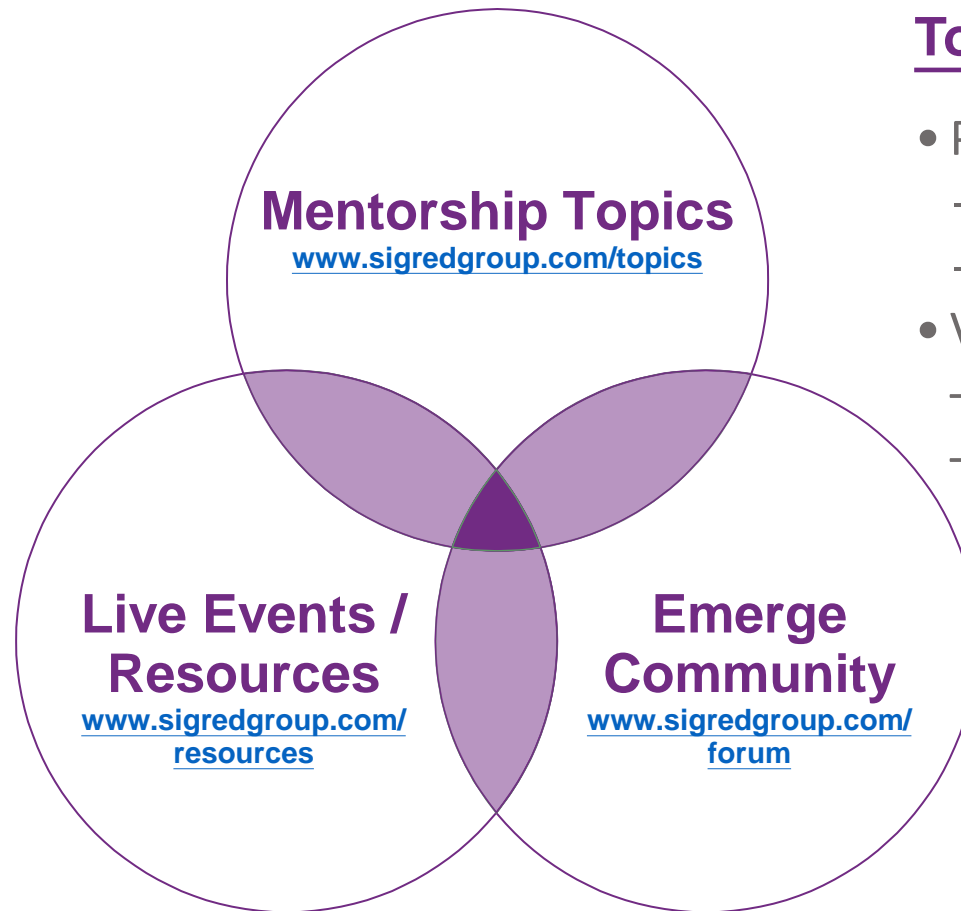 To
• P
-
-
• V
-
-
Mentorship Topics
www.sigredgroup.com/topics
Live Events /
Resources
www.sigredgroup.com/
resources
Emerge
Community
www.sigredgroup.com/
forum